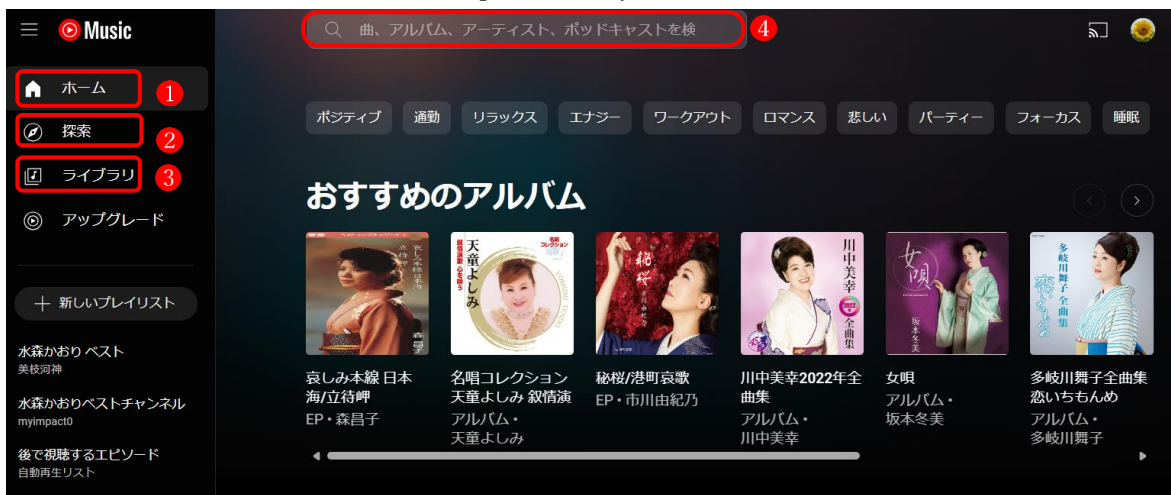 Music
曲、アルバム、アーティスト、ポッドキャストを検
4
ホーム
1
探索
2
ライブラリ
3
アップグレード
新しいプレイリスト
水森かおり ベスト
美枝河神
水森かおりベストチャンネル
myimpact0
後で視聴するエピソード
自動再生リスト
ポジティブ
通勤
リラックス
エナジー
ワークアウト
ロマンス
悲しい
パーティー
フォーカス
睡眠
おすすめのアルバム
天童よしみ
名唱コレクション
秘桜
川中美幸
全曲集
女唄
坂本冬美
多岐川舞子全曲集
哀しみ本線 日本
海/立待岬
EP・森昌子
名唱コレクション
天童よしみ 叙情演
アルバム・
天童よしみ
秘桜/港町哀歌
EP・市川由紀乃
川中美幸2022年全
曲集
アルバム・
川中美幸
女唄
アルバム・
坂本冬美
多岐川舞子全曲集
恋いちもんめ
アルバム・
多岐川舞子